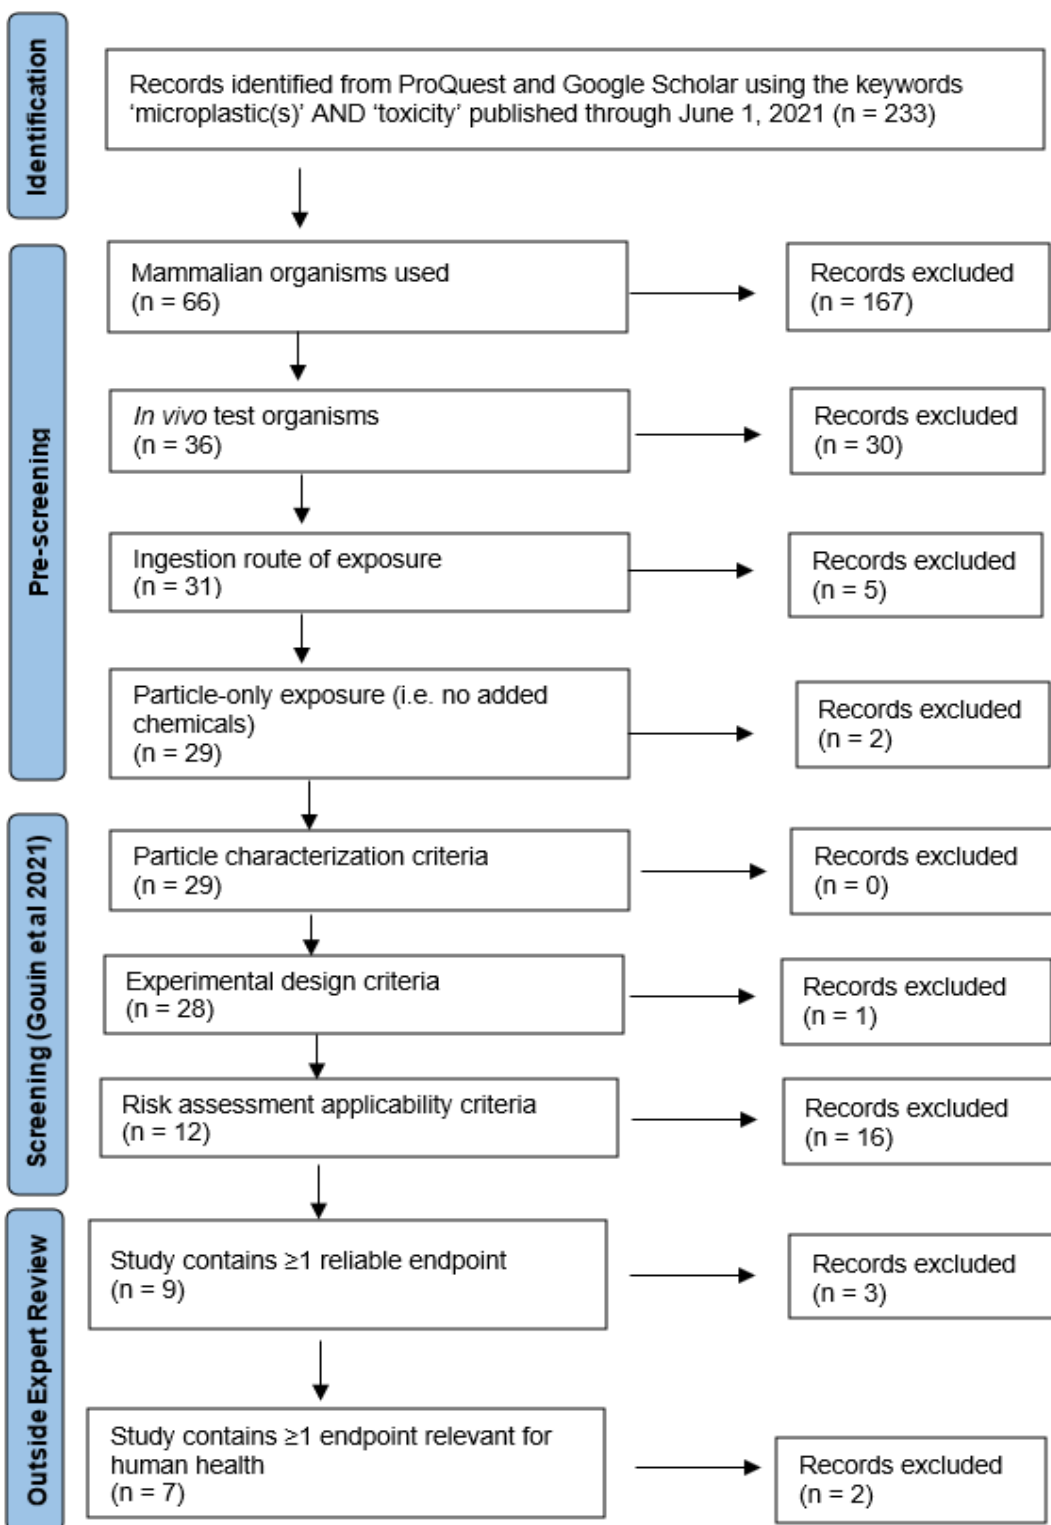 Identification
Records identified from ProQuest and Google Scholar using the keywords
‘microplastic(s)’ AND ‘toxicity’ published through June 1, 2021 (n = 233)
Pre-screening
Mammalian organisms used
(n = 66)
Records excluded
(n = 167)
In vivo test organisms
(n = 36)
Records excluded
(n = 30)
Ingestion route of exposure
(n = 31)
Records excluded
(n = 5)
Particle-only exposure (i.e. no added
chemicals)
(n = 29)
Records excluded
(n = 2)
Screening (Gouin et al 2021)
Particle characterization criteria
(n = 29)
Records excluded
(n = 0)
Experimental design criteria
(n = 28)
Records excluded
(n = 1)
Risk assessment applicability criteria
(n = 12)
Records excluded
(n = 16)
Outside Expert Review
Study contains ≥1 reliable endpoint
(n = 9)
Records excluded
(n = 3)
Study contains ≥1 endpoint relevant for
human health
(n = 7)
Records excluded
(n = 2)